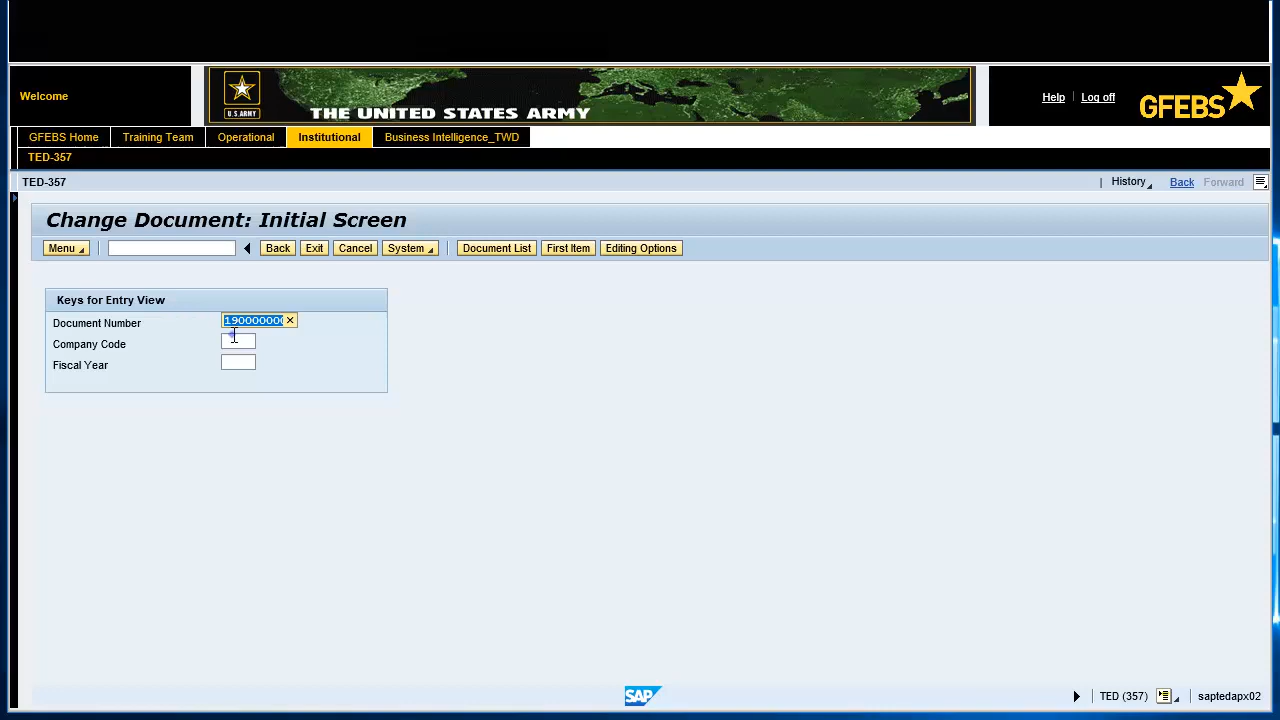 Welcome
U.S.ARMY
THE UNITED STATES ARMY
Help
Log off
GFEBS
GFEBS Home
Training Team
Operational
Institutional
Business Intelligence_TWD
TED-357
TED-357
History
Back
Forward
Change Document: Initial Screen
Menu
Back
Exit
Cancel
System
Document List
First Item
Editing Options
Keys for Entry View
Document Number
Company Code
Fiscal Year
SAP
TED (357)
saptedapx02